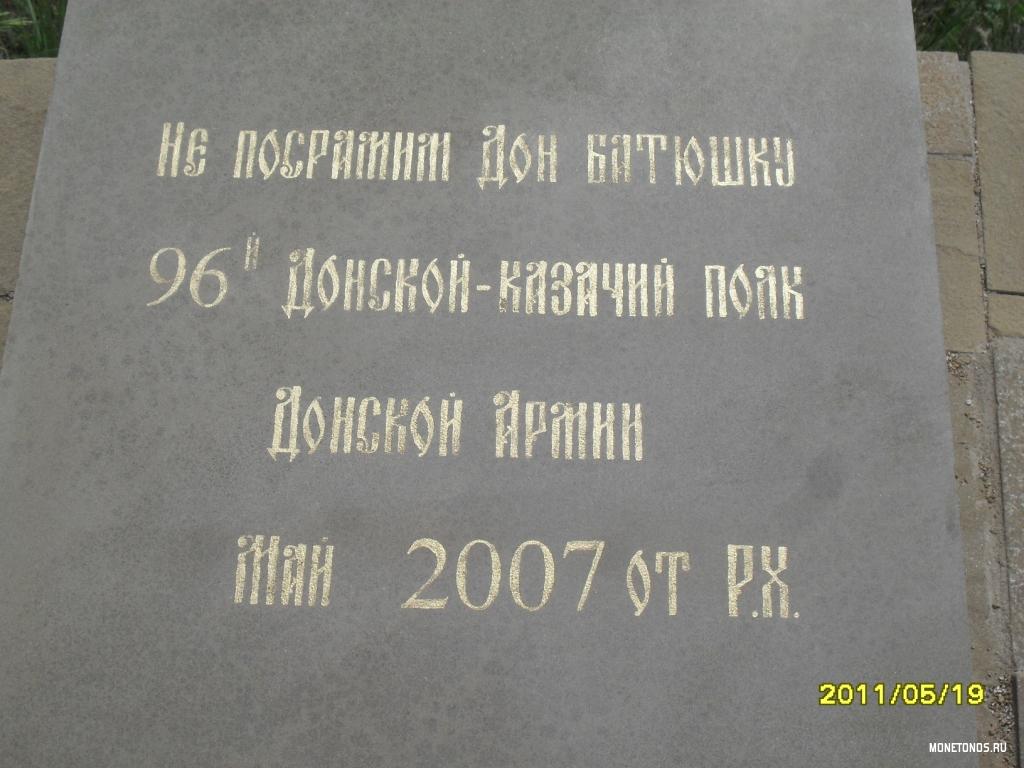 Не посрамим Дон батюшку
96й Донской-казачий полк
Донской Армии
Май 2007 от Р.Х.
2011/05/19
MONETONOS.RU